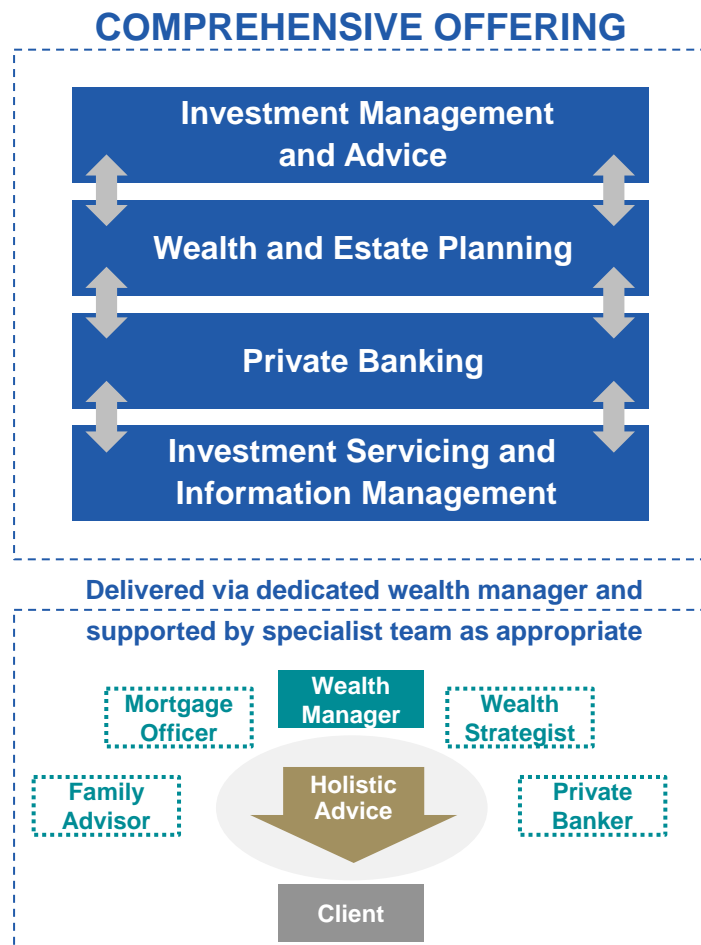 COMPREHENSIVE OFFERING
Investment Management
and Advice
Wealth and Estate Planning
Private Banking
Investment Servicing and
Information Management
Delivered via dedicated wealth manager and
supported by specialist team as appropriate
Wealth
Manager
Mortgage
Officer
Wealth
Strategist
Family
Advisor
Holistic
Advice
Private
Banker
Client